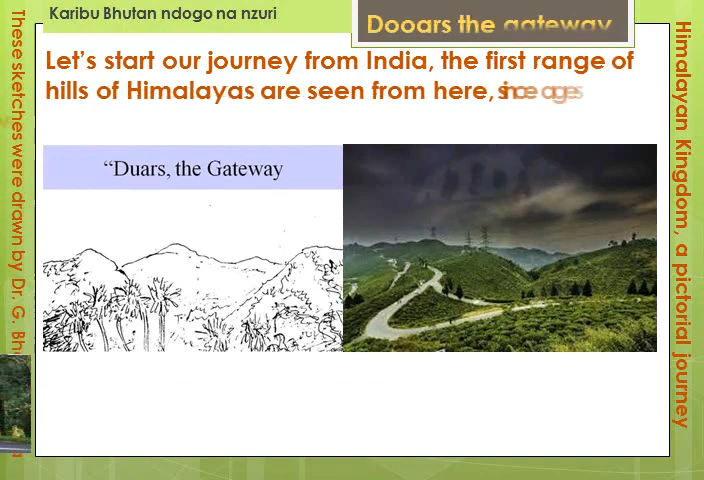 Karibu Bhutan ndogo na nzuri
Dooars the gateway
Let's start our journey from India, the first range of
hills of Himalayas are seen from here, since ages
“Duars, the Gateway
These sketches were drawn by Dr. G.
Himalayan Kingdom, a pictorial journey